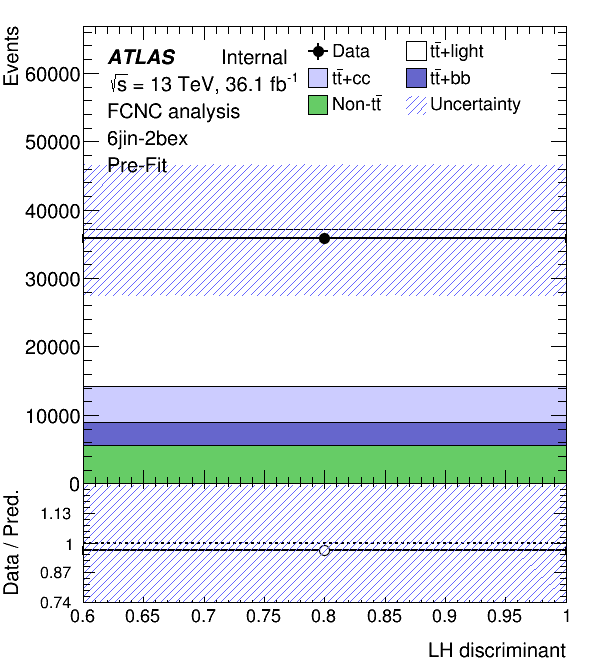 Events
ATLAS Internal
√s = 13 TeV, 36.1 fb⁻¹
FCNC analysis
6jin-2bex
Pre-Fit
Data tt̄+light
tt̄+cc tt̄+bb
Non-tt̄ Uncertainty
60000
50000
40000
30000
20000
10000
0
Data / Pred.
1.13
1
0.87
0.74
0.6 0.65 0.7 0.75 0.8 0.85 0.9 0.95 1
LH discriminant